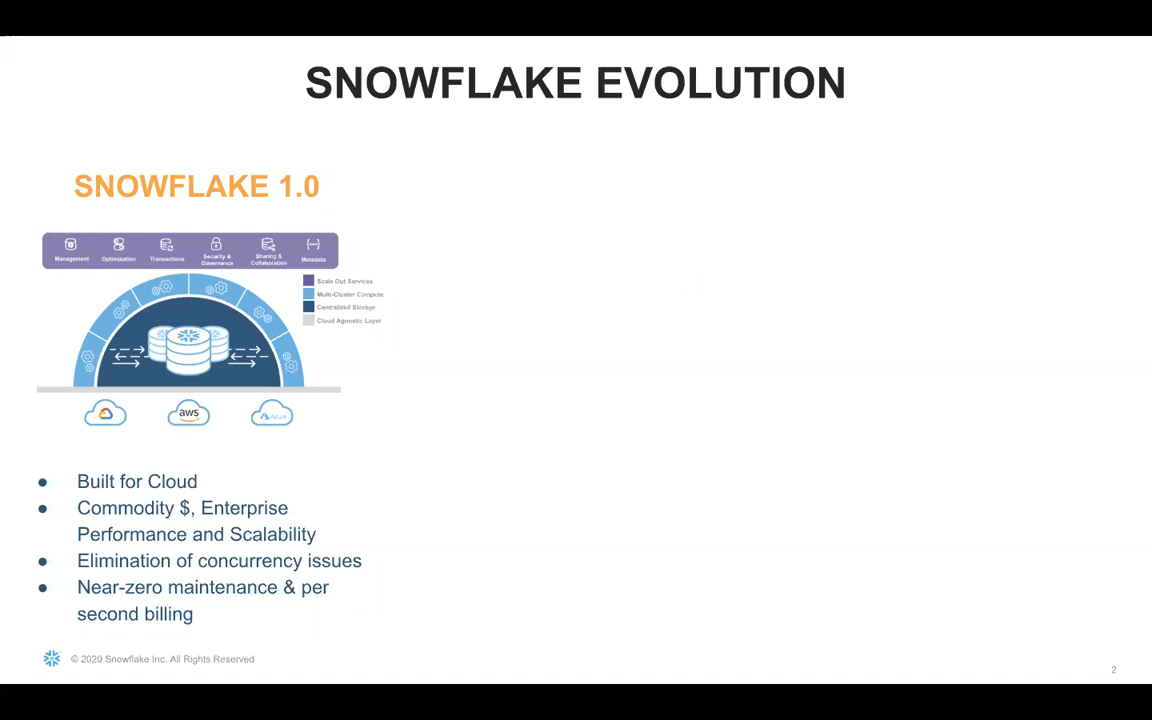 SNOWFLAKE EVOLUTION
SNOWFLAKE 1.0
Management Optimization Transactions Security & Governance Sharing & Collaboration Metadata
Scale Out Services
Multi-Cluster Compute
Centralized Storage
Cloud Agnostic Layer
aws Azure
● Built for Cloud
● Commodity $, Enterprise
Performance and Scalability
● Elimination of concurrency issues
● Near-zero maintenance & per
second billing
© 2020 Snowflake Inc. All Rights Reserved
2